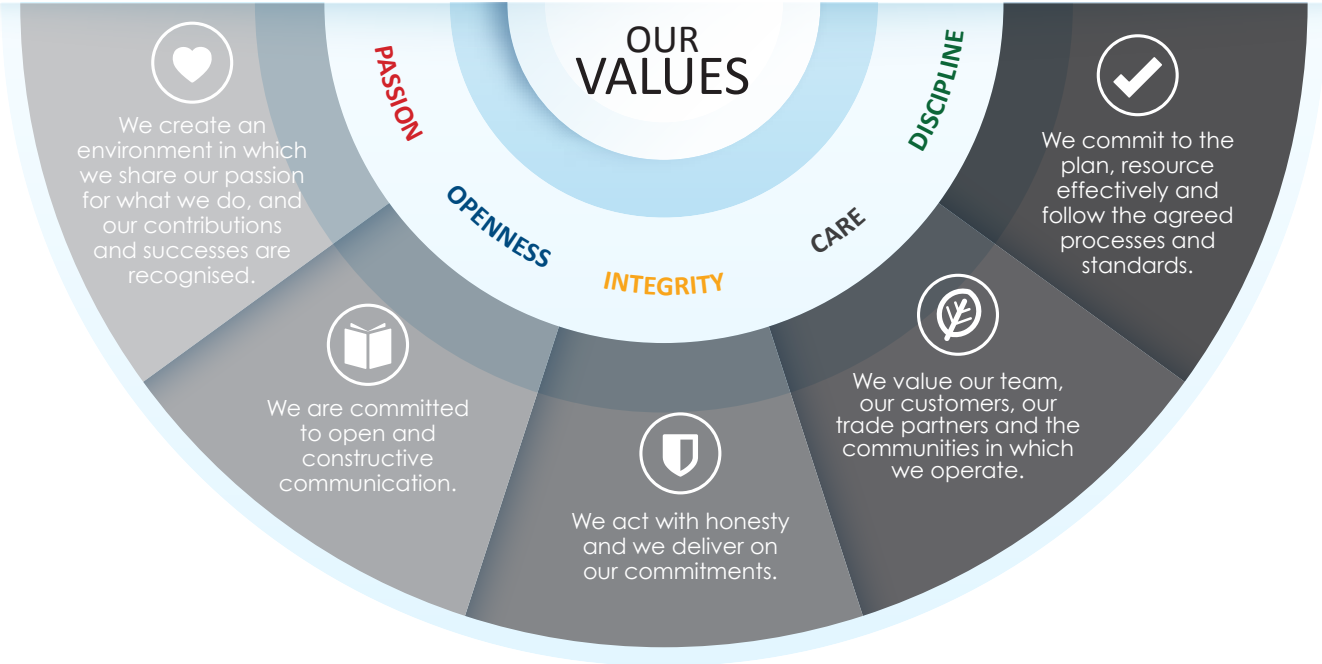 OUR
VALUES
PASSION
We create an
environment in which
we share our passion
for what we do, and
our contributions
and successes are
recognised.
OPENNESS
We are committed
to open and
constructive
communication.
INTEGRITY
We act with honesty
and we deliver on
our commitments.
CARE
We value our team,
our customers, our
trade partners and the
communities in which
we operate.
DISCIPLINE
We commit to the
plan, resource
effectively and
follow the agreed
processes and
standards.